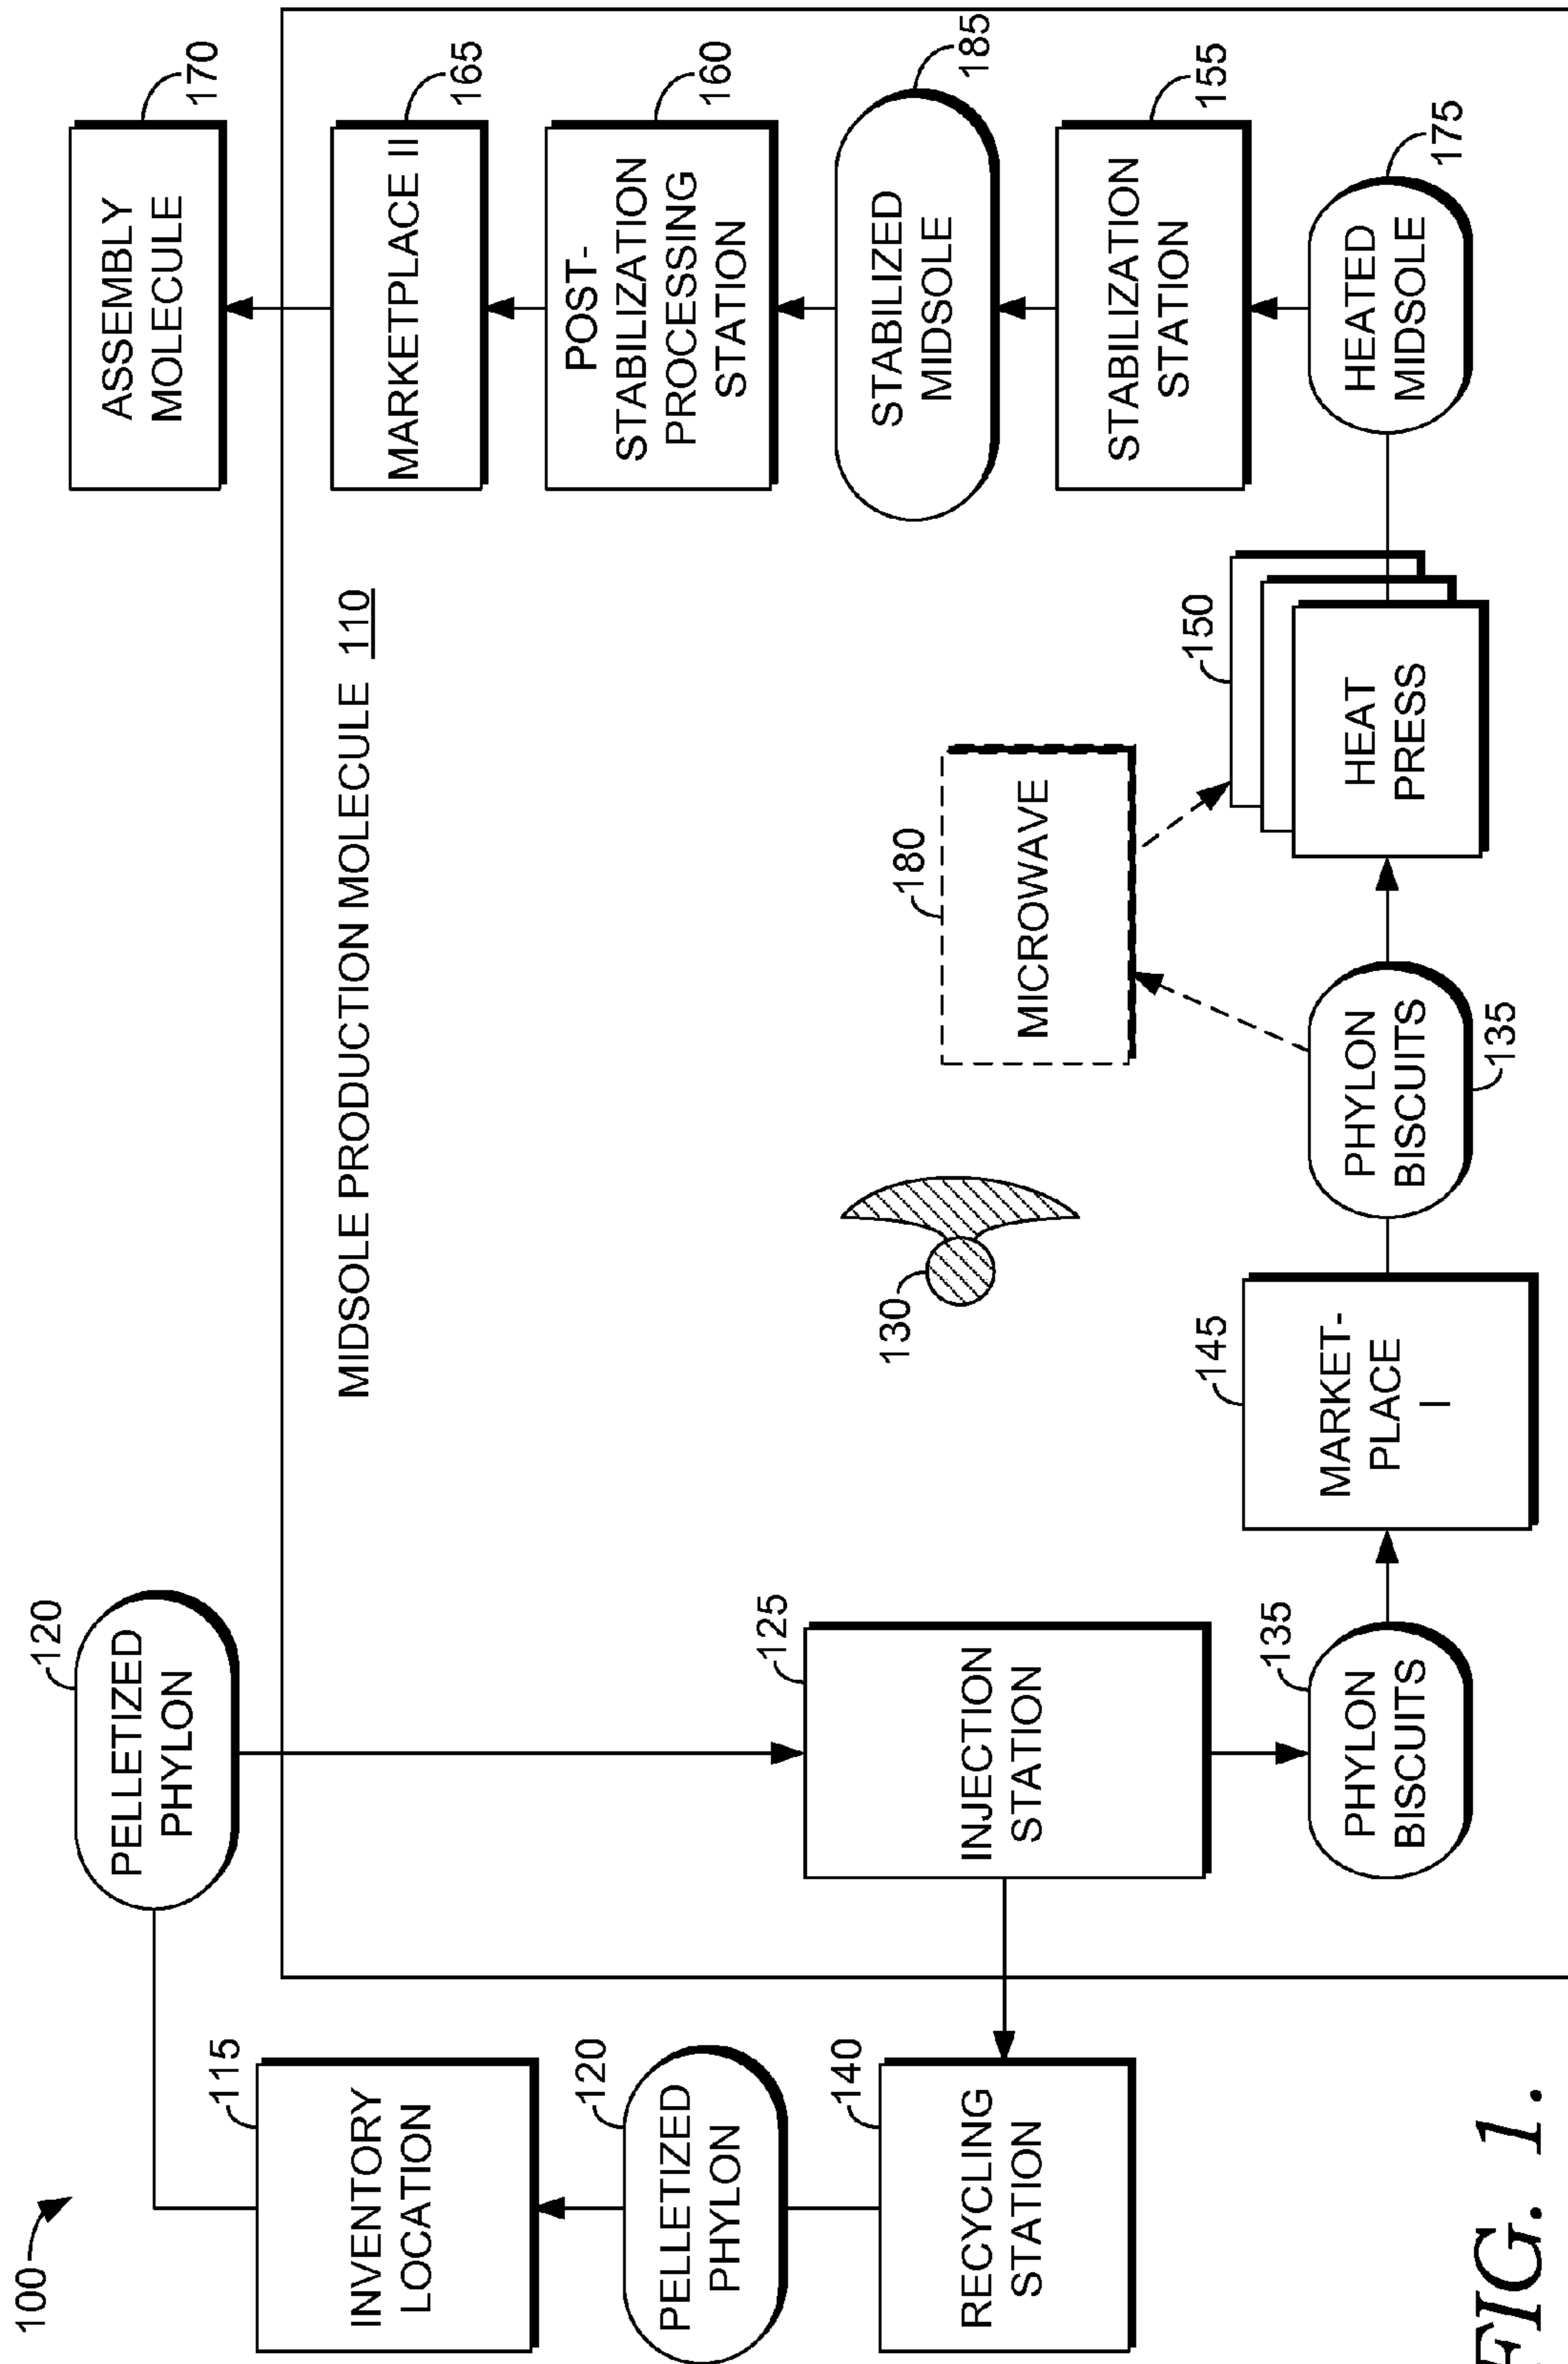 100
115
INVENTORY
LOCATION
120
PELLETIZED
PHYLON
120
PELLETIZED
PHYLON
140
RECYCLING
STATION
MIDSOLE PRODUCTION MOLECULE 110
125
INJECTION
STATION
135
PHYLON
BISCUITS
130
145
MARKET-
PLACE
I
PHYLON
BISCUITS
135
180
MICROWAVE
150
HEAT
PRESS
ASSEMBLY
MOLECULE
170
MARKETPLACE II
165
POST-
STABILIZATION
PROCESSING
STATION
160
STABILIZED
MIDSOLE
185
STABILIZATION
STATION
155
HEATED
MIDSOLE
175
FIG. 1.